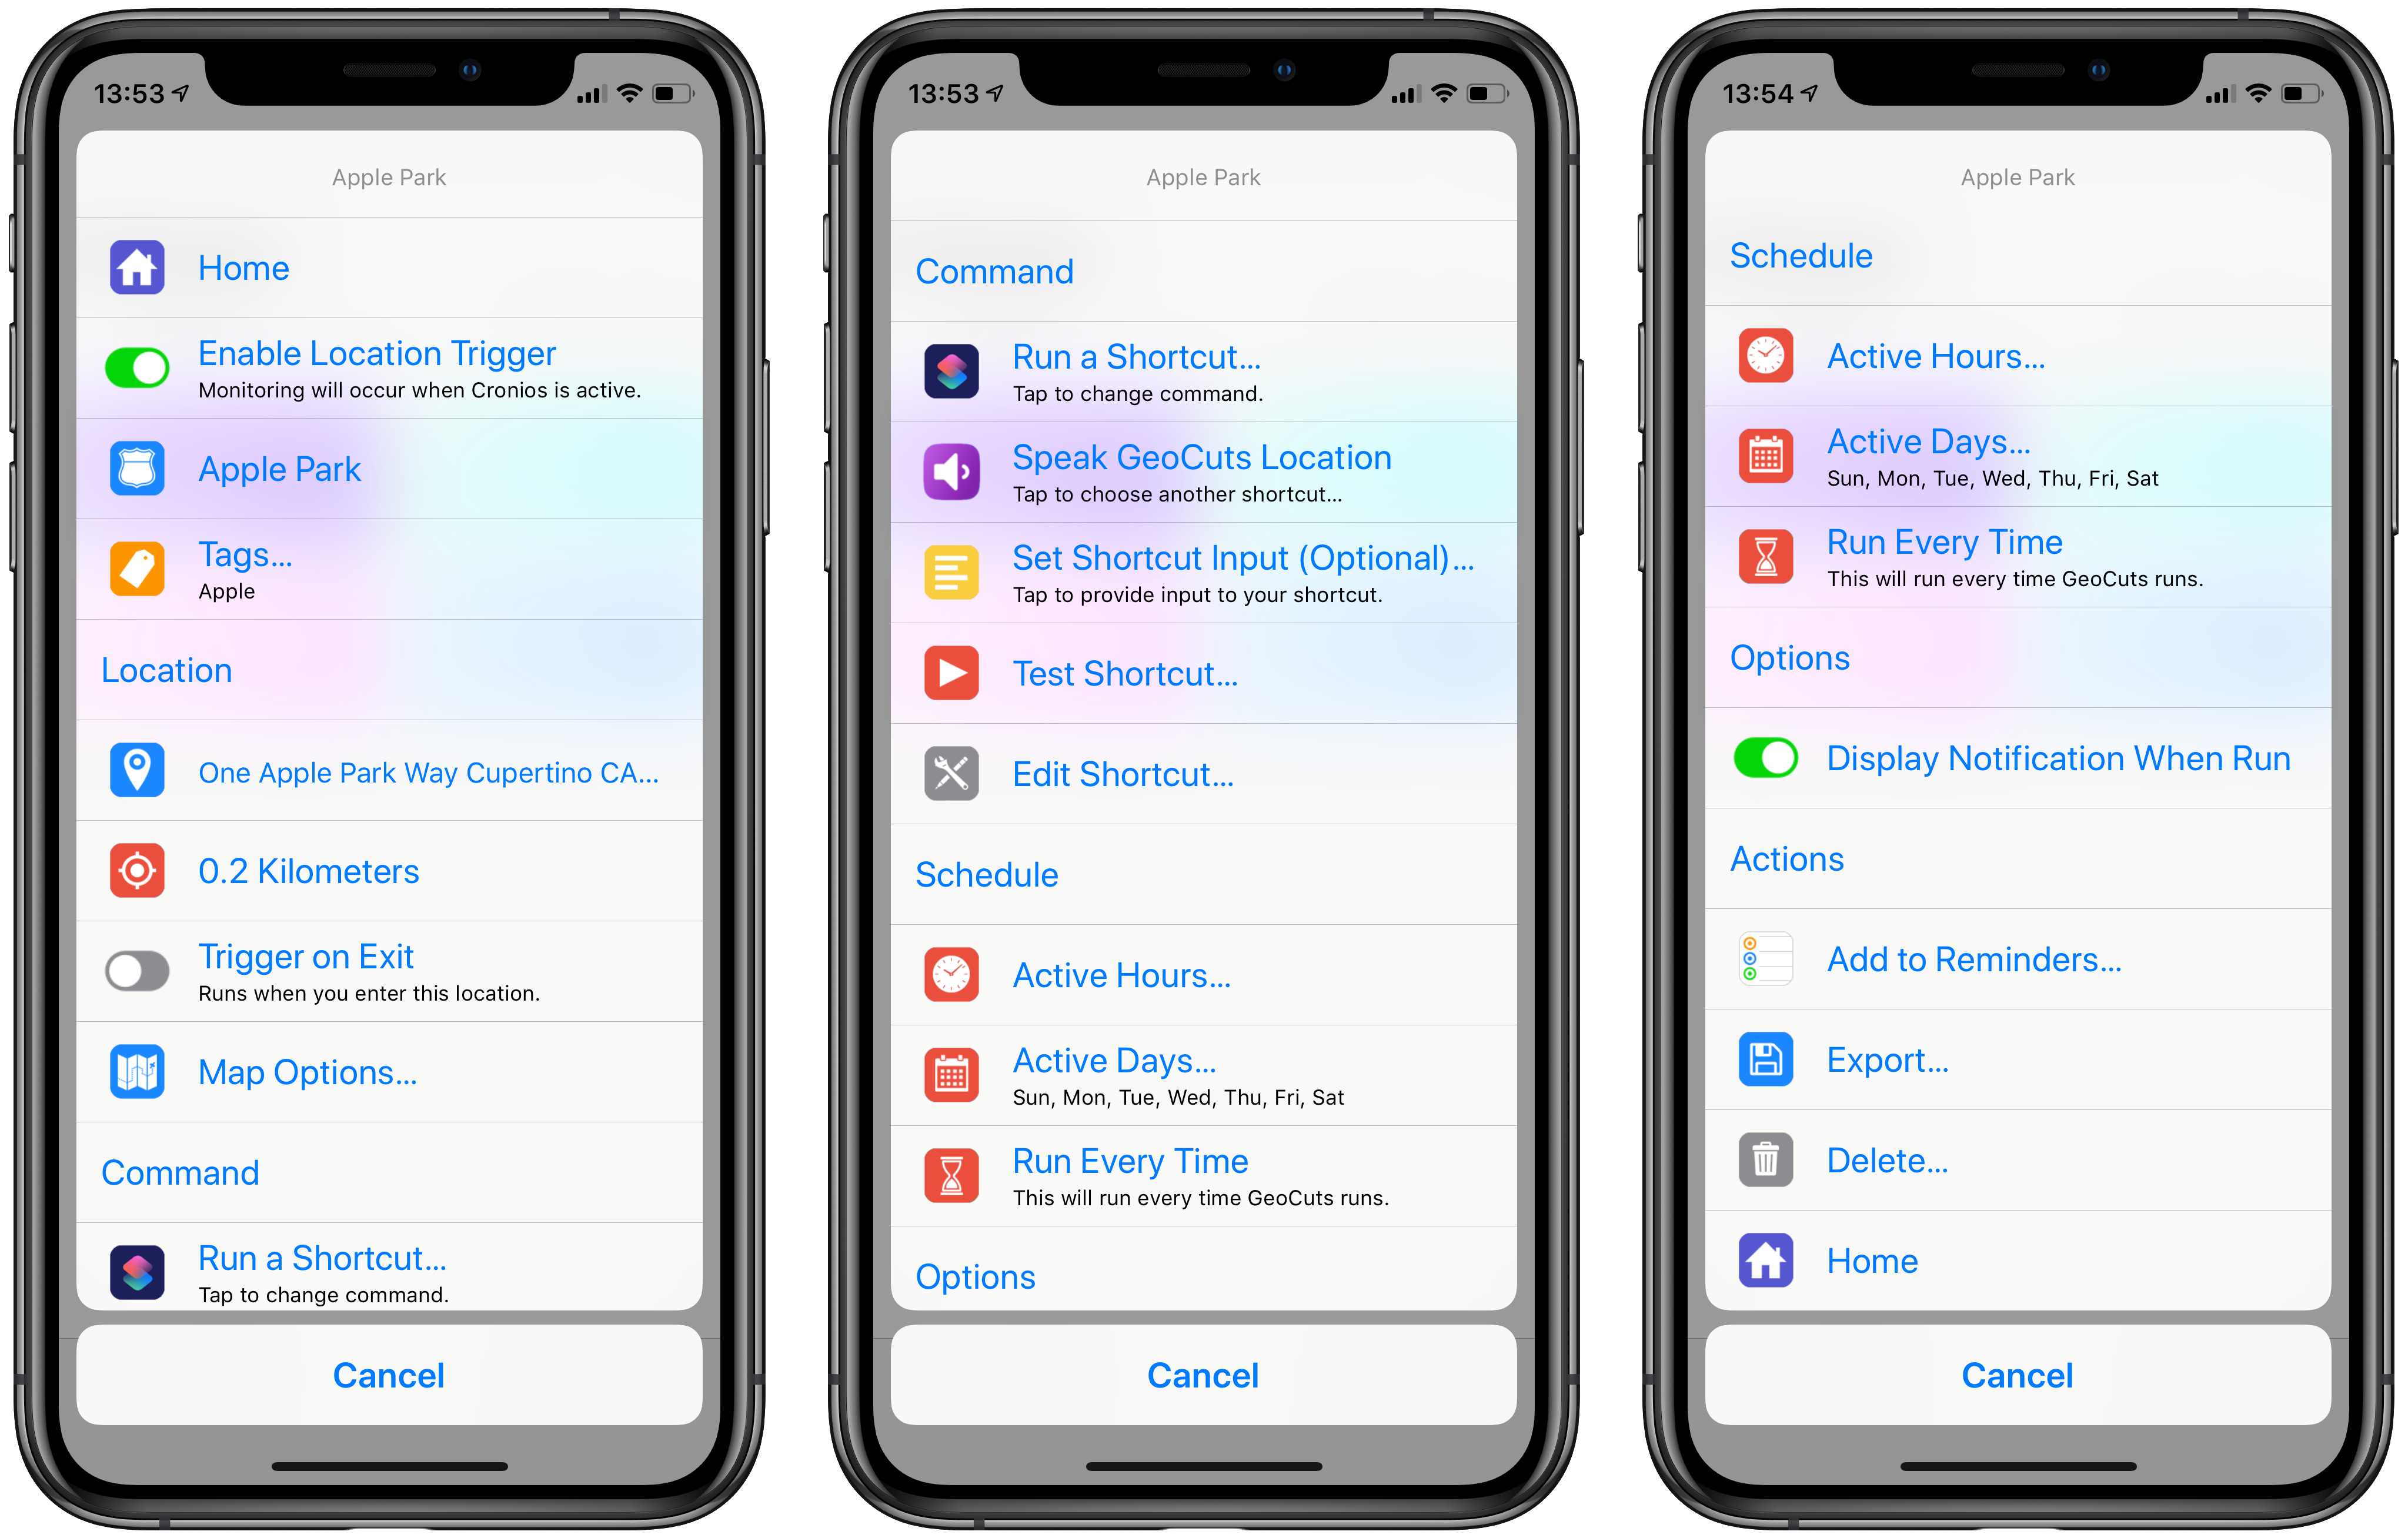 13:53
Apple Park
Home
Enable Location Trigger
Monitoring will occur when Cronios is active.
Apple Park
Tags...
Apple
Location
One Apple Park Way Cupertino CA...
0.2 Kilometers
Trigger on Exit
Runs when you enter this location.
Map Options...
Command
Run a Shortcut...
Tap to change command.
Cancel
13:53
Apple Park
Command
Run a Shortcut...
Tap to change command.
Speak GeoCuts Location
Tap to choose another shortcut...
Set Shortcut Input (Optional)...
Tap to provide input to your shortcut.
Test Shortcut...
Edit Shortcut...
Schedule
Active Hours...
Active Days...
Sun, Mon, Tue, Wed, Thu, Fri, Sat
Run Every Time
This will run every time GeoCuts runs.
Options
Cancel
13:54
Apple Park
Schedule
Active Hours...
Active Days...
Sun, Mon, Tue, Wed, Thu, Fri, Sat
Run Every Time
This will run every time GeoCuts runs.
Options
Display Notification When Run
Actions
Add to Reminders...
Export...
Delete...
Home
Cancel